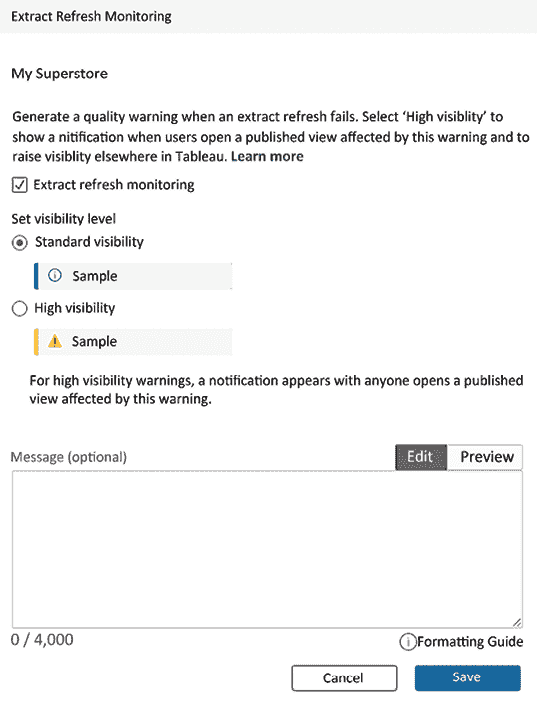 Extract Refresh Monitoring
My Superstore
Generate a quality warning when an extract refresh fails. Select ‘High visiblity’ to
show a nitification when users open a published view affected by this warning and to
raise visiblity elsewhere in Tableau. Learn more
Extract refresh monitoring
Set visibility level
Standard visibility
Sample
High visibility
Sample
For high visibility warnings, a notification appears with anyone opens a published
view affected by this warning.
Message (optional)
Edit Preview
0 / 4,000
Formatting Guide
Cancel Save